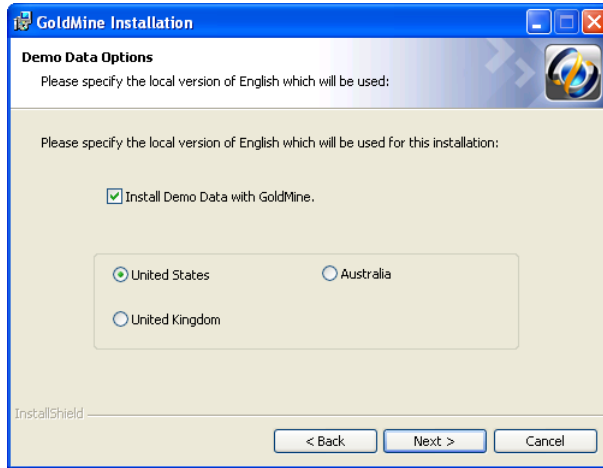 GoldMine Installation
Demo Data Options
Please specify the local version of English which will be used:
Please specify the local version of English which will be used for this installation:
Install Demo Data with GoldMine.
United States
Australia
United Kingdom
InstallShield
< Back
Next >
Cancel